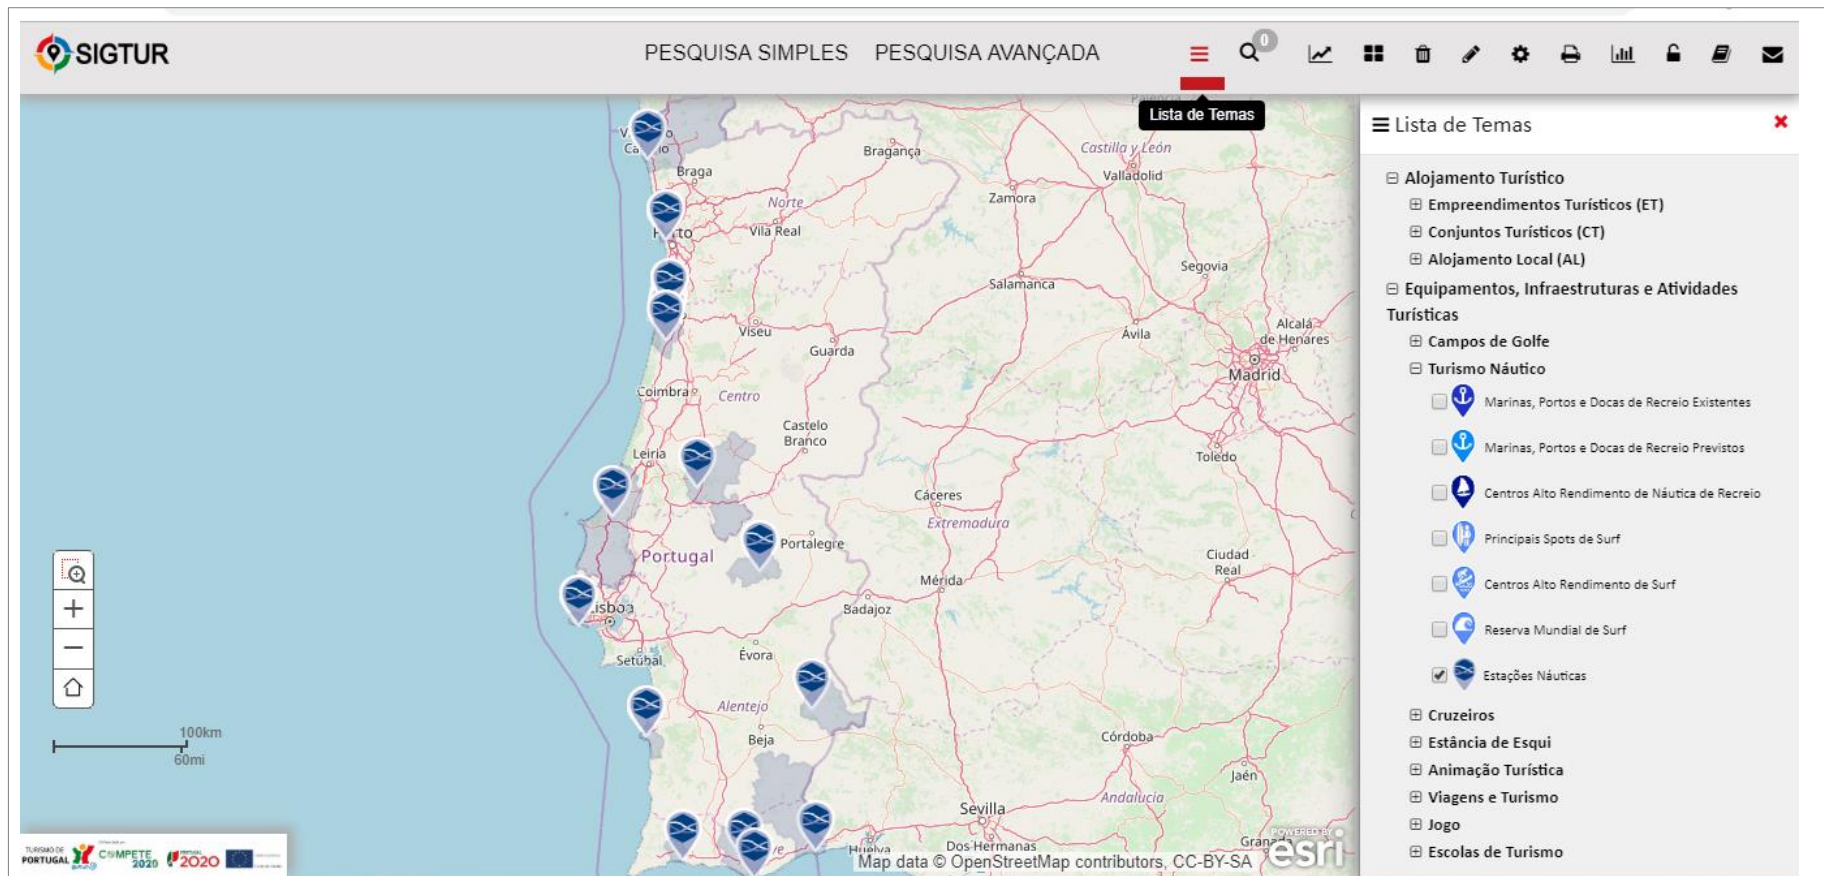 SIGTUR
PESQUISA SIMPLES
PESQUISA AVANÇADA
0
Lista de Temas
Bragança
Castilla y León
Valladolid
Braga
Zamora
Norte
Vila Real
Segovia
Salamanca
Ávila
Alcalá
de Henares
Viseu
Guarda
Madrid
Coimbra
Centro
Castelo
Branco
Leiria
Toledo
Cáceres
Extremadura
Portugal
Portalegre
Ciudad
Real
Mérida
Badajoz
Setúbal
Évora
Alentejo
Beja
Córdoba
Jaén
Andalucía
Sevilla
Huelva
Dos Hermanas
100km
60mi
TURISMO DE
PORTUGAL
COMPETE
2020
PORTUGAL
2020
POWERED BY
esri
Map data © OpenStreetMap contributors, CC-BY-SA
Lista de Temas
Alojamento Turístico
Empreendimentos Turísticos (ET)
Conjuntos Turísticos (CT)
Alojamento Local (AL)
Equipamentos, Infraestruturas e Atividades
Turísticas
Campos de Golfe
Turismo Náutico
Marinas, Portos e Docas de Recreio Existentes
Marinas, Portos e Docas de Recreio Previstos
Centros Alto Rendimento de Náutica de Recreio
Principais Spots de Surf
Centros Alto Rendimento de Surf
Reserva Mundial de Surf
Estações Náuticas
Cruzeiros
Estância de Esqui
Animação Turística
Viagens e Turismo
Jogo
Escolas de Turismo